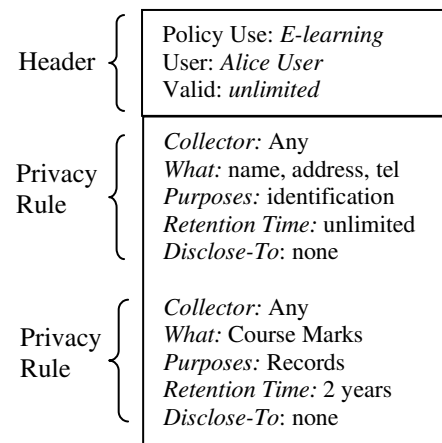 Header
Policy Use: E-learning
User: Alice User
Valid: unlimited
Privacy
Rule
Collector: Any
What: name, address, tel
Purposes: identification
Retention Time: unlimited
Disclose-To: none
Privacy
Rule
Collector: Any
What: Course Marks
Purposes: Records
Retention Time: 2 years
Disclose-To: none